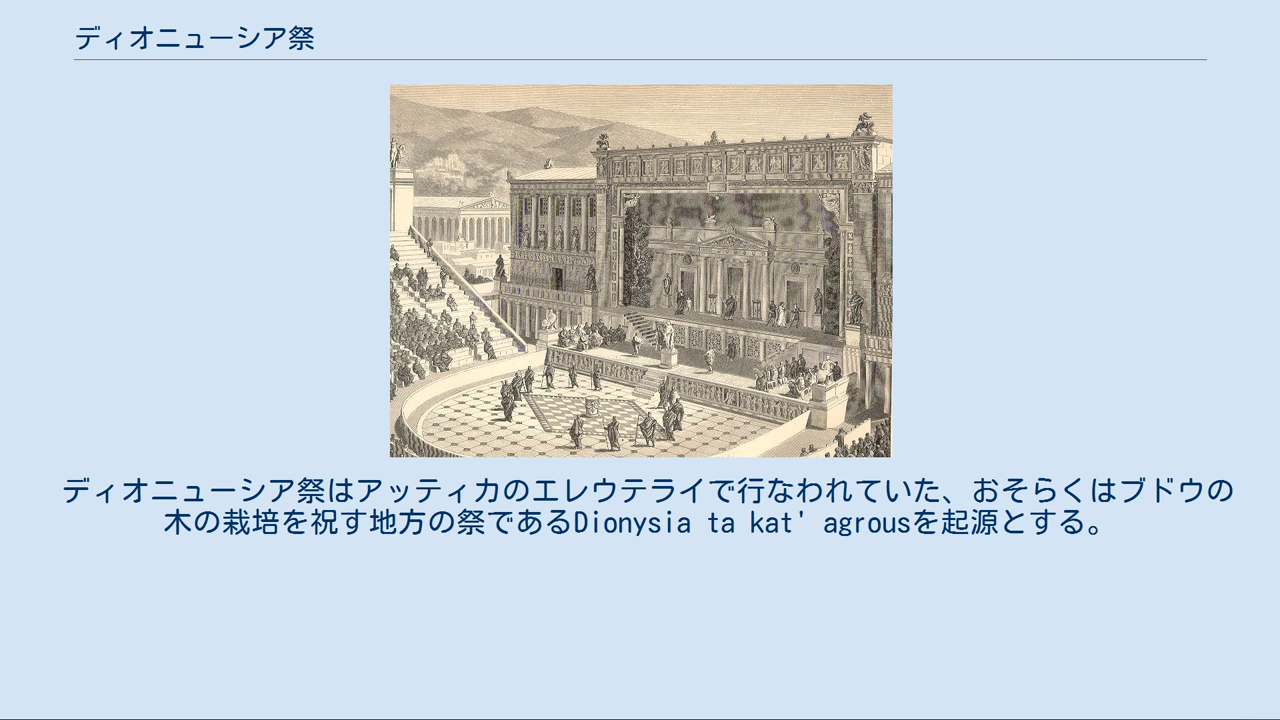 ディオニューシア祭
ディオニューシア祭はアッティカのエレウテライで行なわれていた、おそらくはブドウの
木の栽培を祝す地方の祭であるDionysia ta kat' agrousを起源とする。